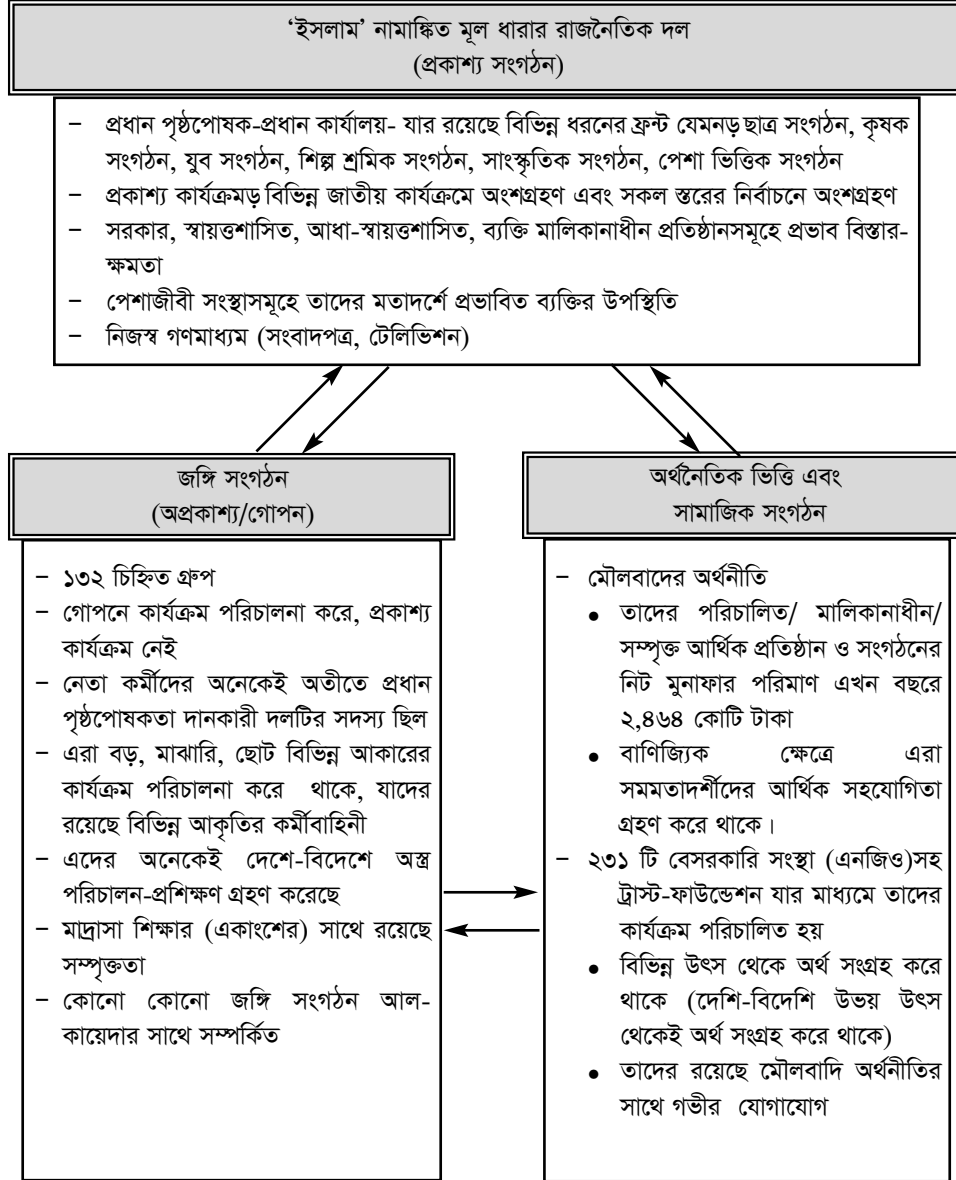 ‘ইসলাম’ নামাঙ্কিত মূল ধারার রাজনৈতিক দল
(প্রকাশ্য সংগঠন)
– প্রধান পৃষ্ঠপোষক-প্রধান কার্যালয়- যার রয়েছে বিভিন্ন ধরনের ফ্রন্ট যেমনড় ছাত্র সংগঠন, কৃষক
সংগঠন, যুব সংগঠন, শিল্প শ্রমিক সংগঠন, সাংস্কৃতিক সংগঠন, পেশা ভিত্তিক সংগঠন
– প্রকাশ্য কার্যক্রমড় বিভিন্ন জাতীয় কার্যক্রমে অংশগ্রহণ এবং সকল স্তরের নির্বাচনে অংশগ্রহণ
– সরকার, স্বায়ত্তশাসিত, আধা-স্বায়ত্তশাসিত, ব্যক্তি মালিকানাধীন প্রতিষ্ঠানসমূহে প্রভাব বিস্তার-
ক্ষমতা
– পেশাজীবী সংস্থাসমূহে তাদের মতাদর্শে প্রভাবিত ব্যক্তির উপস্থিতি
– নিজস্ব গণমাধ্যম (সংবাদপত্র, টেলিভিশন)
জঙ্গি সংগঠন
(অপ্রকাশ্য/গোপন)
– ১৩২ চিহ্নিত গ্রুপ
– গোপনে কার্যক্রম পরিচালনা করে, প্রকাশ্য
কার্যক্রম নেই
– নেতা কর্মীদের অনেকেই অতীতে প্রধান
পৃষ্ঠপোষকতা দানকারী দলটির সদস্য ছিল
– এরা বড়, মাঝারি, ছোট বিভিন্ন আকারের
কার্যক্রম পরিচালনা করে থাকে, যাদের
রয়েছে বিভিন্ন আকৃতির কর্মীবাহিনী
– এদের অনেকেই দেশে-বিদেশে অস্ত্র
পরিচালন-প্রশিক্ষণ গ্রহণ করেছে
– মাদ্রাসা শিক্ষার (একাংশের) সাথে রয়েছে
সম্পৃক্ততা
– কোনো কোনো জঙ্গি সংগঠন আল-
কায়েদার সাথে সম্পর্কিত
অর্থনৈতিক ভিত্তি এবং
সামাজিক সংগঠন
– মৌলবাদের অর্থনীতি
● তাদের পরিচালিত/ মালিকানাধীন/
সম্পৃক্ত আর্থিক প্রতিষ্ঠান ও সংগঠনের
নিট মুনাফার পরিমাণ এখন বছরে
২,৪৬৪ কোটি টাকা
● বাণিজ্যিক ক্ষেত্রে এরা
সমমতাদর্শীদের আর্থিক সহযোগিতা
গ্রহণ করে থাকে।
– ২৩১ টি বেসরকারি সংস্থা (এনজিও)সহ
ট্রাস্ট-ফাউন্ডেশন যার মাধ্যমে তাদের
কার্যক্রম পরিচালিত হয়
● বিভিন্ন উৎস থেকে অর্থ সংগ্রহ করে
থাকে (দেশি-বিদেশি উভয় উৎস
থেকেই অর্থ সংগ্রহ করে থাকে)
● তাদের রয়েছে মৌলবাদি অর্থনীতির
সাথে গভীর যোগাযোগ